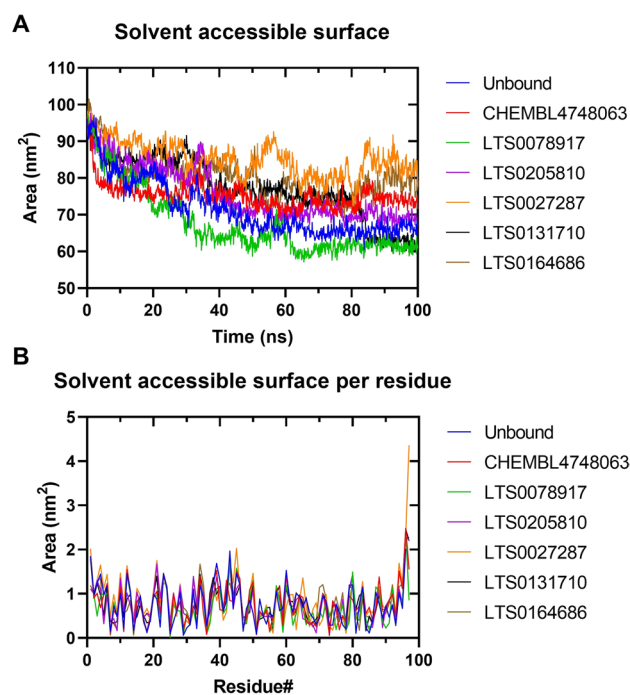 A
Solvent accessible surface
110
100
90
80
70
60
50
Area (nm²)
0
20
40
60
80
100
Time (ns)
Unbound
CHEMBL4748063
LTS0078917
LTS0205810
LTS0027287
LTS0131710
LTS0164686
B
Solvent accessible surface per residue
5
4
3
2
1
0
Area (nm²)
0
20
40
60
80
100
Residue#
Unbound
CHEMBL4748063
LTS0078917
LTS0205810
LTS0027287
LTS0131710
LTS0164686